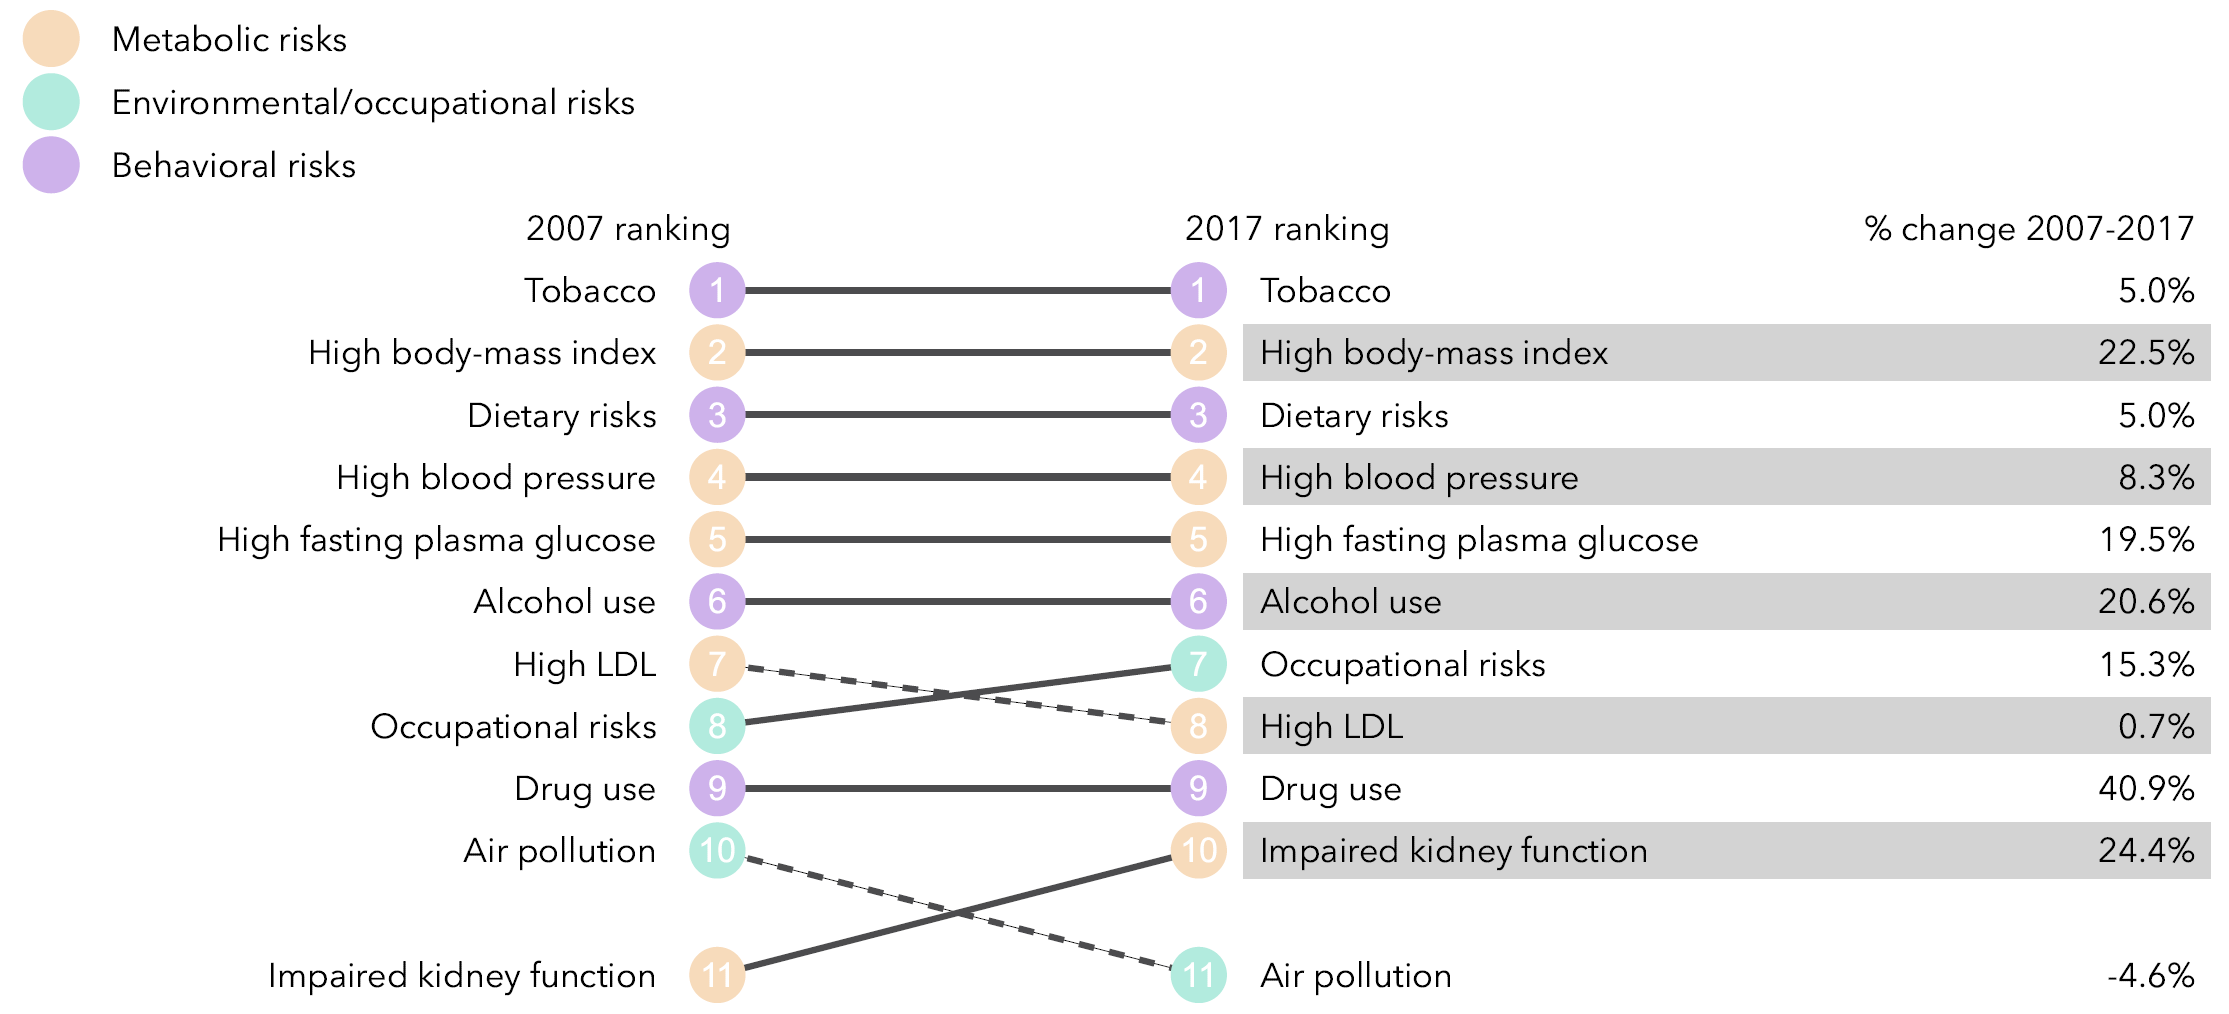 Metabolic risks
Environmental/occupational risks
Behavioral risks
2007 ranking 2017 ranking % change 2007-2017
Tobacco 1 1 Tobacco 5.0%
High body-mass index 2 2 High body-mass index 22.5%
Dietary risks 3 3 Dietary risks 5.0%
High blood pressure 4 4 High blood pressure 8.3%
High fasting plasma glucose 5 5 High fasting plasma glucose 19.5%
Alcohol use 6 6 Alcohol use 20.6%
High LDL 7 7 Occupational risks 15.3%
Occupational risks 8 8 High LDL 0.7%
Drug use 9 9 Drug use 40.9%
Air pollution 10 10 Impaired kidney function 24.4%
Impaired kidney function 11 11 Air pollution -4.6%